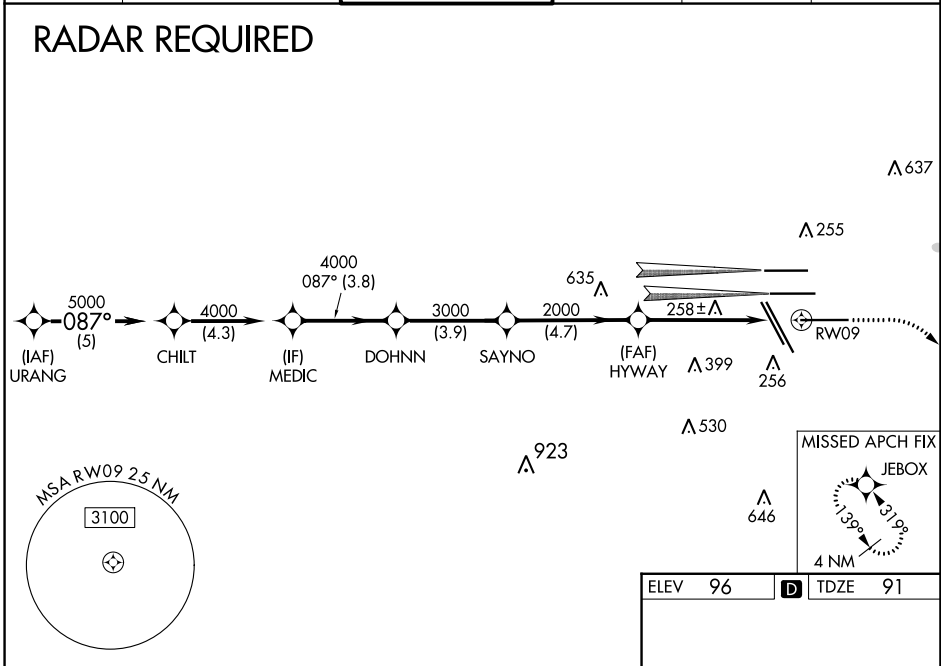 RADAR REQUIRED
637
255
4000
087° (3.8)
635
5000
087°
(5)
4000
(4.3)
3000
(3.9)
2000
(4.7)
258±
RW09
(IAF)
URANG
CHILT
(IF)
MEDIC
DOHNN
SAYNO
(FAF)
HYWAY
399
256
530
923
646
MSA RW09 25 NM
3100
MISSED APCH FIX
JEBOX
139°
319°
4 NM
ELEV 96 D TDZE 91